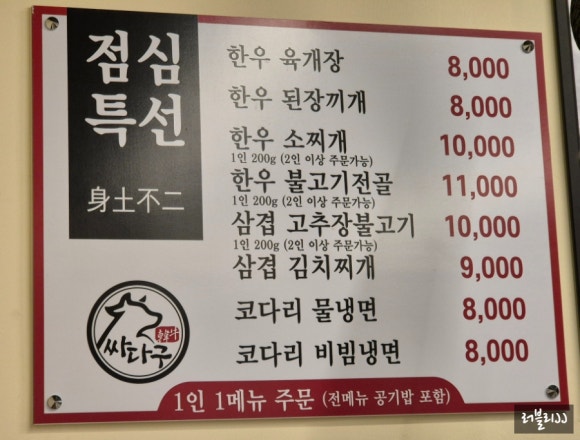 점심
특선
身土不二
한우 육개장 8,000
한우 된장찌개 8,000
한우 소찌개 10,000
1인 200g (2인 이상 주문가능)
한우 불고기전골 11,000
1인 200g (2인 이상 주문가능)
삼겹 고추장불고기 10,000
1인 200g (2인 이상 주문가능)
삼겹 김치찌개 9,000
코다리 물냉면 8,000
코다리 비빔냉면 8,000
韓牛
싸다구
1인 1메뉴 주문 (전메뉴 공기밥 포함)
러블리JJ